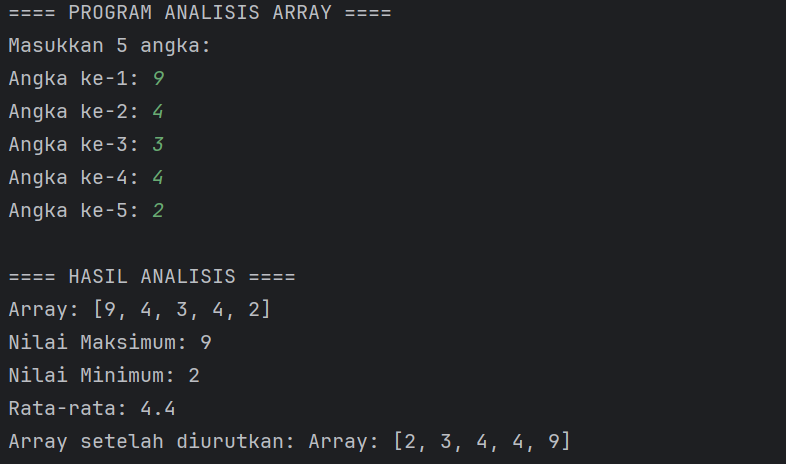 ==== PROGRAM ANALISIS ARRAY ====
Masukkan 5 angka:
Angka ke-1: 9
Angka ke-2: 4
Angka ke-3: 3
Angka ke-4: 4
Angka ke-5: 2
==== HASIL ANALISIS ====
Array: [9, 4, 3, 4, 2]
Nilai Maksimum: 9
Nilai Minimum: 2
Rata-rata: 4.4
Array setelah diurutkan: Array: [2, 3, 4, 4, 9]